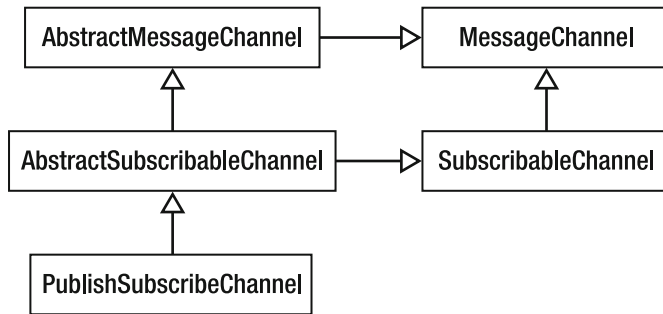 AbstractMessageChannel
MessageChannel
AbstractSubscribableChannel
SubscribableChannel
PublishSubscribeChannel